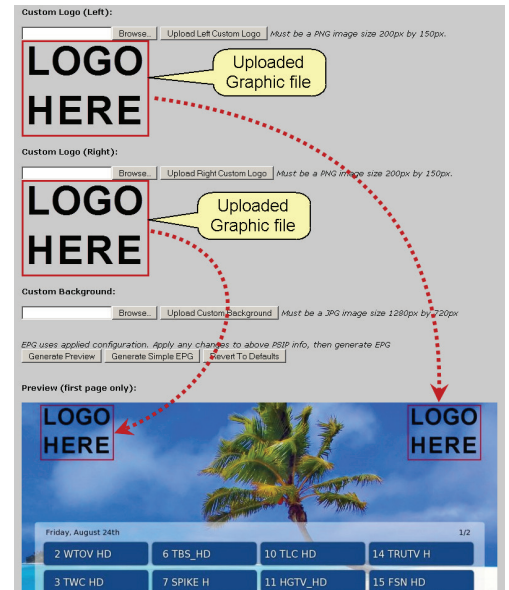 Custom Logo (Left):
Browse.. Upload Left Custom Logo Must be a PNG image size 200px by 150px.
LOGO
HERE
Uploaded
Graphic file
Custom Logo (Right):
Browse.. Upload Right Custom Logo Must be a PNG image size 200px by 150px.
LOGO
HERE
Uploaded
Graphic file
Custom Background:
Browse.. Upload Custom Background Must be a JPG image size 1280px by 720px
EPG uses applied configuration. Apply any changes to above PSIP info, then generate EPG
Generate Preview Generate Simple EPG Revert To Defaults
Preview (first page only):
LOGO
HERE
LOGO
HERE
Friday, August 24th 1/2
2 WTOV HD 6 TBS_HD 10 TLC HD 14 TRUTV H
3 TWC HD 7 SPIKE H 11 HGTV_HD 15 FSN HD